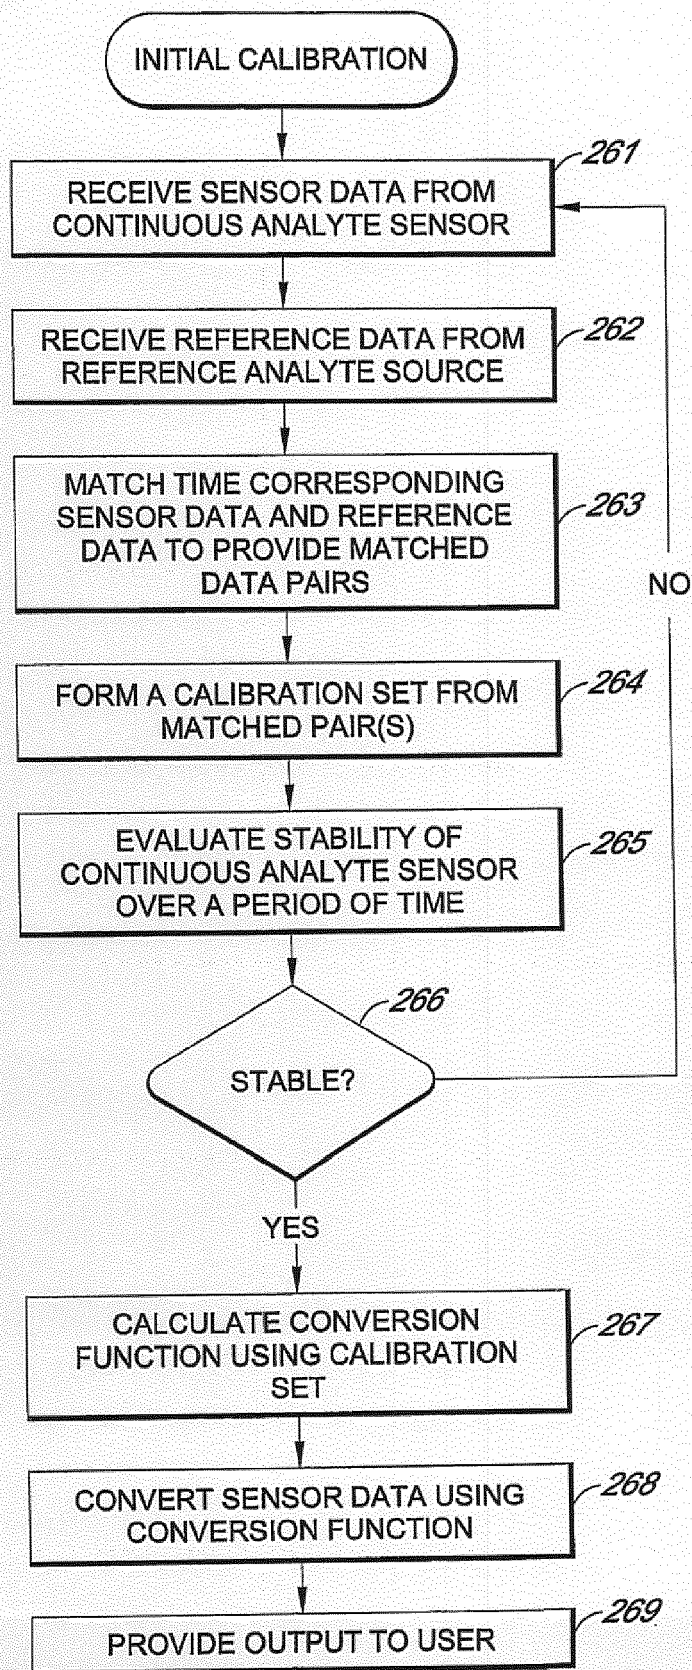 INITIAL CALIBRATION
261
RECEIVE SENSOR DATA FROM
CONTINUOUS ANALYTE SENSOR
262
RECEIVE REFERENCE DATA FROM
REFERENCE ANALYTE SOURCE
263
MATCH TIME CORRESPONDING
SENSOR DATA AND REFERENCE
DATA TO PROVIDE MATCHED
DATA PAIRS
NO
264
FORM A CALIBRATION SET FROM
MATCHED PAIR(S)
265
EVALUATE STABILITY OF
CONTINUOUS ANALYTE SENSOR
OVER A PERIOD OF TIME
266
STABLE?
YES
267
CALCULATE CONVERSION
FUNCTION USING CALIBRATION
SET
268
CONVERT SENSOR DATA USING
CONVERSION FUNCTION
269
PROVIDE OUTPUT TO USER